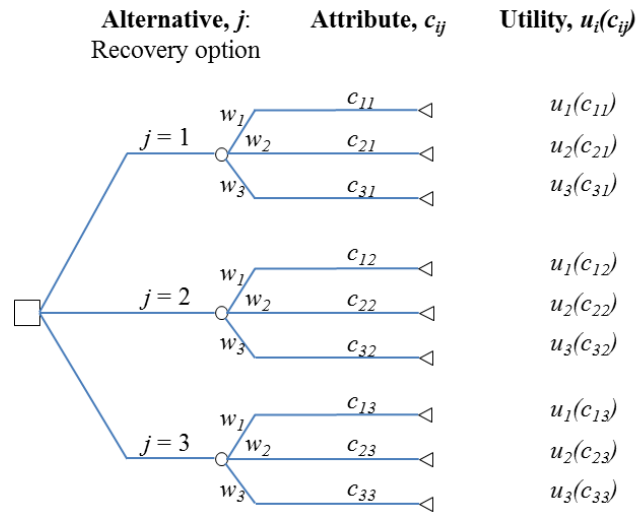 Alternative, j: Attribute, cij Utility, ui(cij)
Recovery option
w1 c11 u1(c11)
j = 1 w2 c21 u2(c21)
w3 c31 u3(c31)
w1 c12 u1(c12)
j = 2 w2 c22 u2(c22)
w3 c32 u3(c32)
w1 c13 u1(c13)
j = 3 w2 c23 u2(c23)
w3 c33 u3(c33)